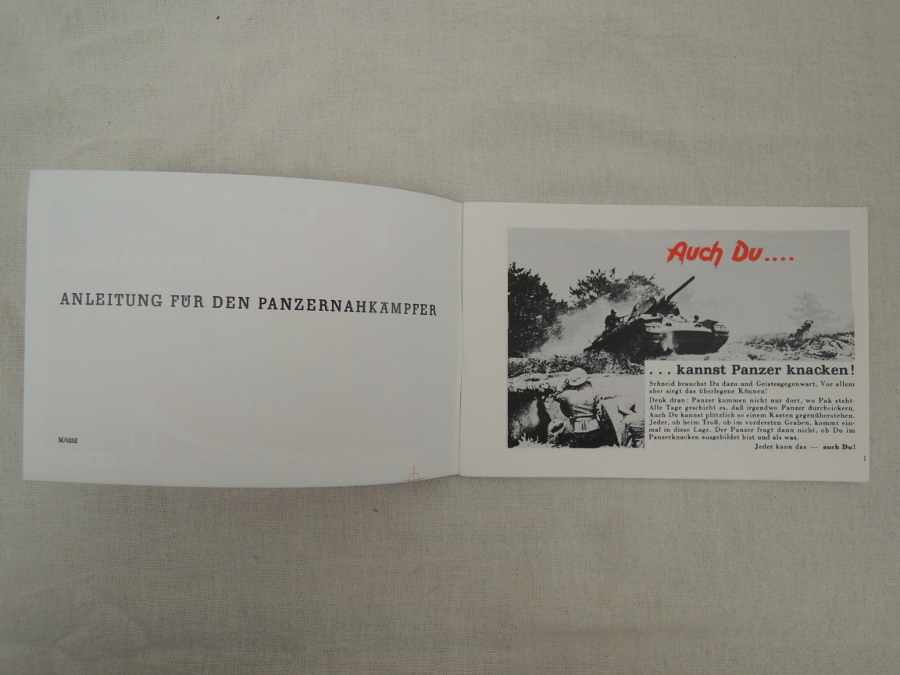 ANLEITUNG FÜR DEN PANZERNAHKÄMPFER
Auch Du....
... kannst Panzer knacken!
Schneid brauchst Du dazu und Geistesgegenwart. Vor allem
aber siegt das überlegene Können!
Denk dran: Panzer kommen nicht nur dort, wo Pak steht-
Alle Tage geschieht es, daß irgendwo Panzer durchsickern.
Auch Du kannst plötzlich so einem Kasten gegenüberstehen.
Jeder, ob beim Troß, ob im vordersten Graben, kommt ein-
mal in diese Lage. Der Panzer fragt dann nicht, ob Du im
Panzerknacken ausgebildet bist und als was.
Jeder kann das — auch Du!
1